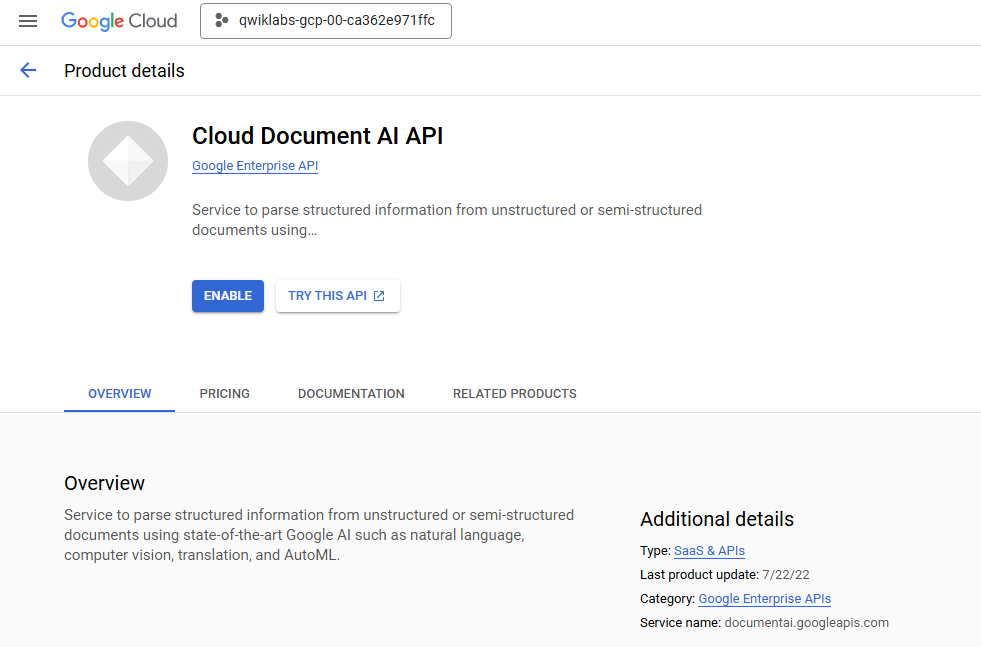 Google Cloud
qwiklabs-gcp-00-ca362e971ffc
Product details
Cloud Document AI API
Google Enterprise API
Service to parse structured information from unstructured or semi-structured
documents using…
ENABLE
TRY THIS API
OVERVIEW
PRICING
DOCUMENTATION
RELATED PRODUCTS
Overview
Service to parse structured information from unstructured or semi-structured
documents using state-of-the-art Google AI such as natural language,
computer vision, translation, and AutoML.
Additional details
Type: SaaS & APIs
Last product update: 7/22/22
Category: Google Enterprise APIs
Service name: documentai.googleapis.com